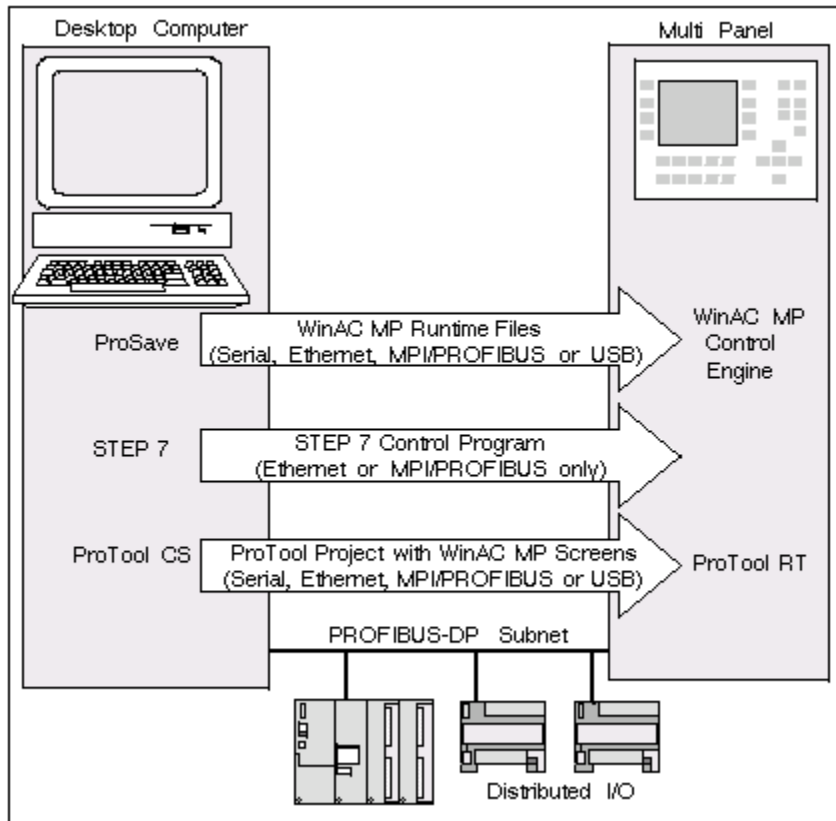 Desktop Computer
Multi Panel
ProSave
WinAC MP Runtime Files
(Serial, Ethernet, MPI/PROFIBUS or USB)
WinAC MP
Control
Engine
STEP 7
STEP 7 Control Program
(Ethernet or MPI/PROFIBUS only)
ProTool CS
ProTool Project with WinAC MP Screens
(Serial, Ethernet, MPI/PROFIBUS or USB)
ProTool RT
PROFIBUS-DP Subnet
Distributed I/O